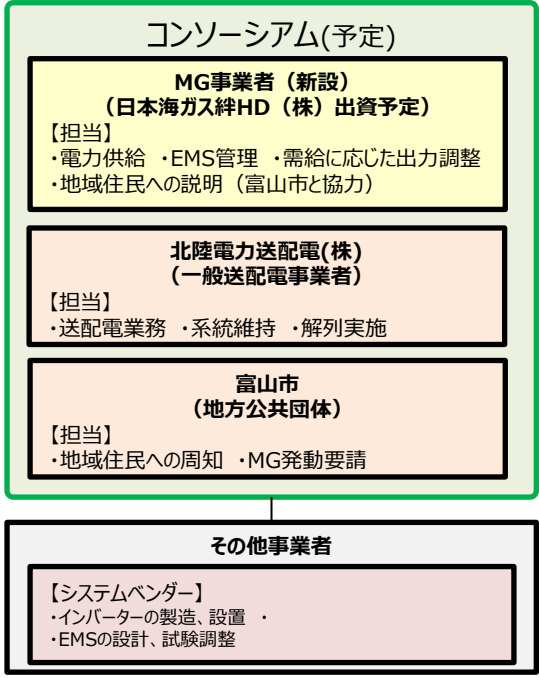 コンソーシアム(予定)
MG事業者（新設）
（日本海ガス絆HD（株）出資予定）
【担当】
・電力供給 ・EMS管理 ・需給に応じた出力調整
・地域住民への説明（富山市と協力）
北陸電力送配電(株)
（一般送配電事業者）
【担当】
・送配電業務 ・系統維持 ・解列実施
富山市
（地方公共団体）
【担当】
・地域住民への周知 ・MG発動要請
その他事業者
【システムベンダー】
・インバーターの製造、設置 ・
・EMSの設計、試験調整